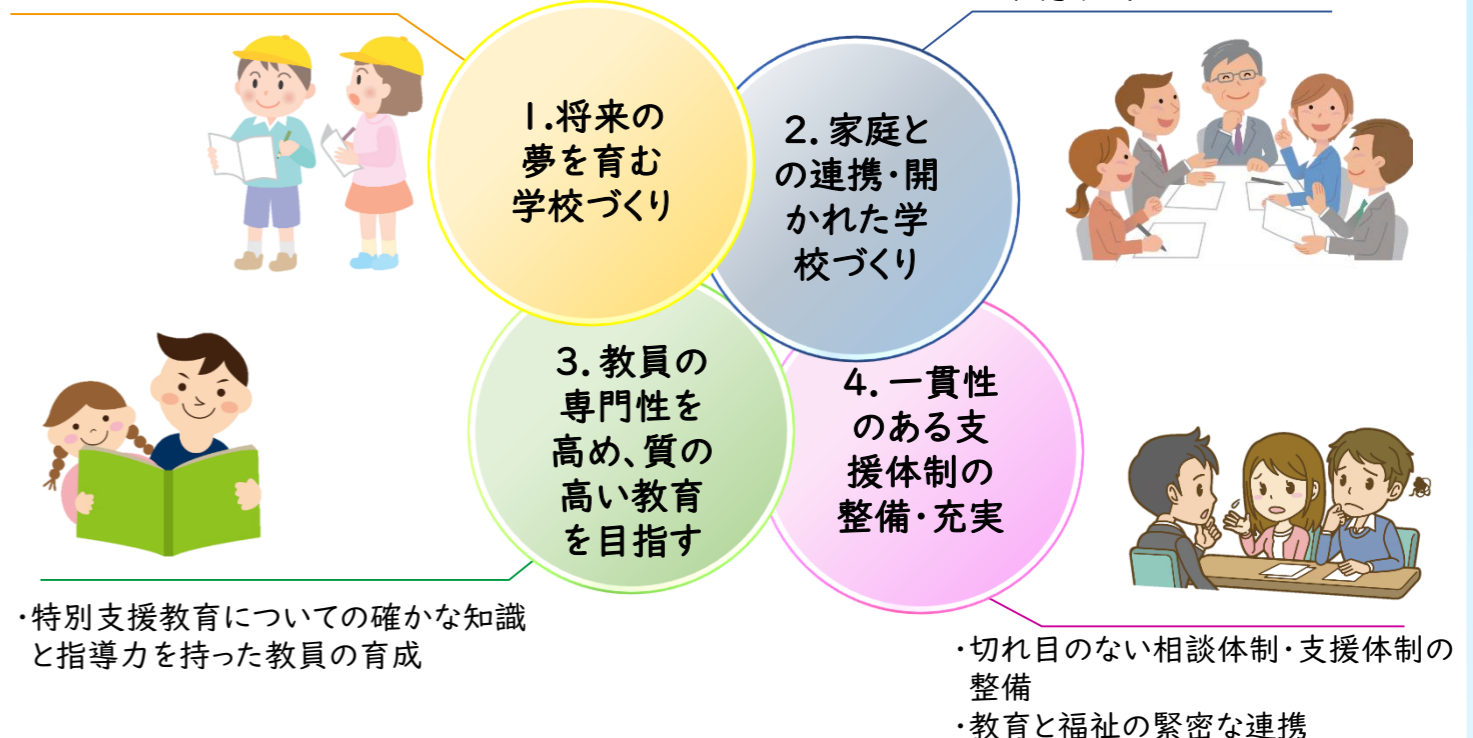 1.将来の
夢を育む
学校づくり
2.家庭と
の連携・開
かれた学
校づくり
3.教員の
専門性を
高め、質の
高い教育
を目指す
4.一貫性
のある支
援体制の
整備・充実
・特別支援教育についての確かな知識
と指導力を持った教員の育成
・切れ目のない相談体制・支援体制の
整備
・教育と福祉の緊密な連携